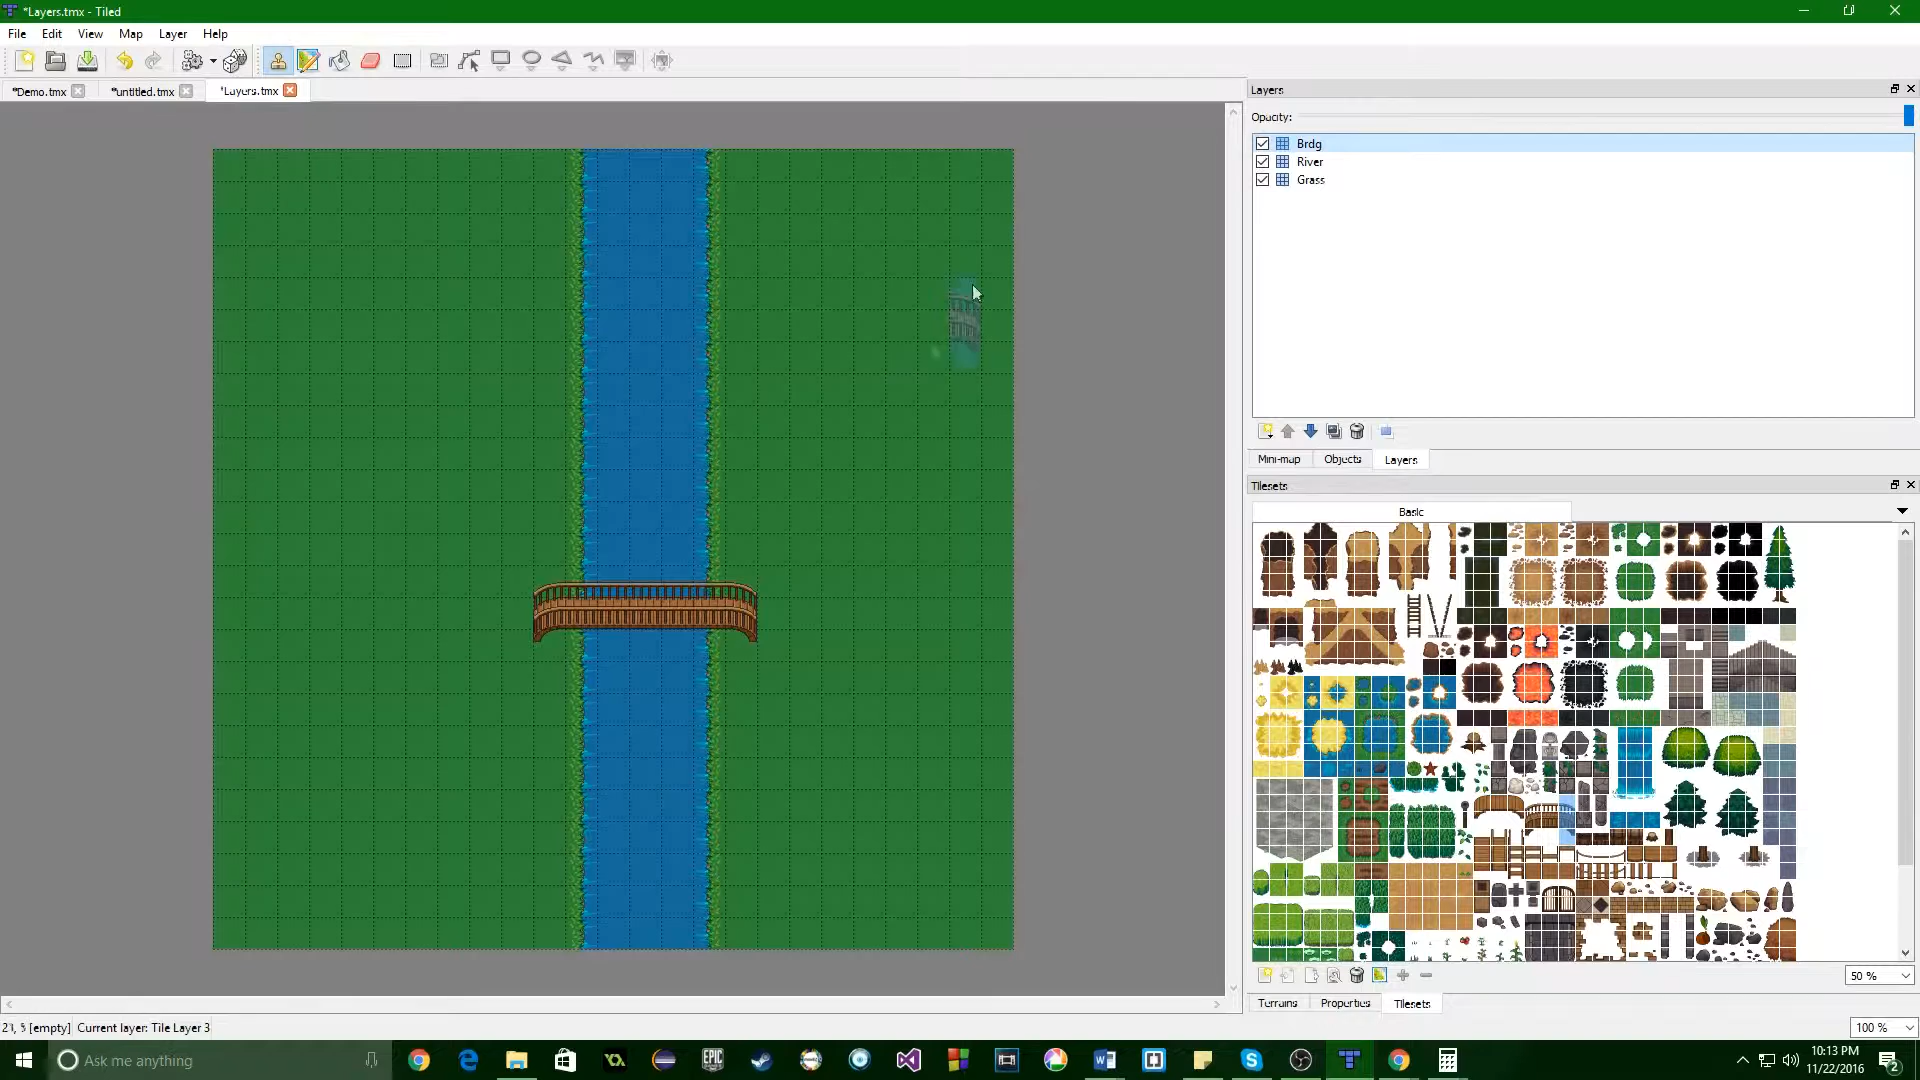 *Layers.tmx - Tiled
File Edit View Map Layer Help
*Demo.tmx *untitled.tmx *Layers.tmx
Layers
Opacity:
Brdg
River
Grass
Mini-map Objects Layers
Tilesets
Basic
50 %
Terrains Properties Tilesets
[empty] Current layer: Tile Layer 3
100 %
Ask me anything
EPIC
10:13 PM
11/22/2016
2